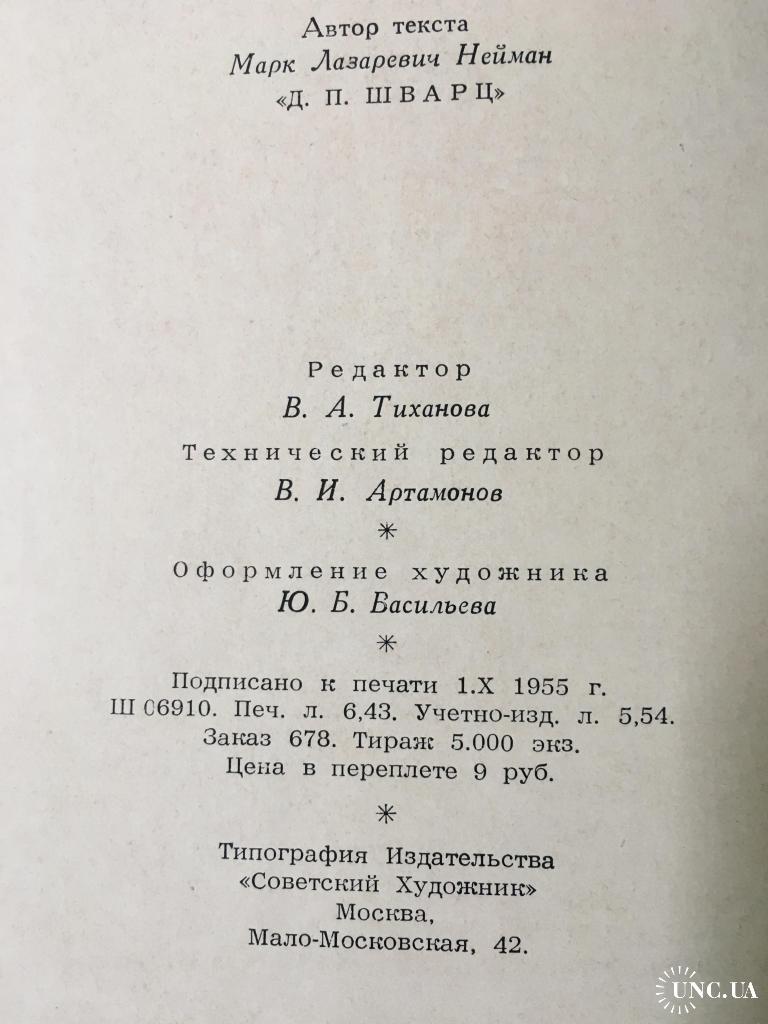 Автор текста
Марк Лазаревич Нейман
«Д. П. ШВАРЦ»
Редактор
В. А. Тиханова
Технический редактор
В. И. Артамонов
*
Оформление художника
Ю. Б. Васильева
*
Подписано к печати 1.X 1955 г.
Ш 06910. Печ. л. 6,43. Учетно-изд. л. 5,54.
Заказ 678. Тираж 5.000 экз.
Цена в переплете 9 руб.
*
Типография Издательства
«Советский Художник»
Москва,
Мало-Московская, 42.
UNC.UA